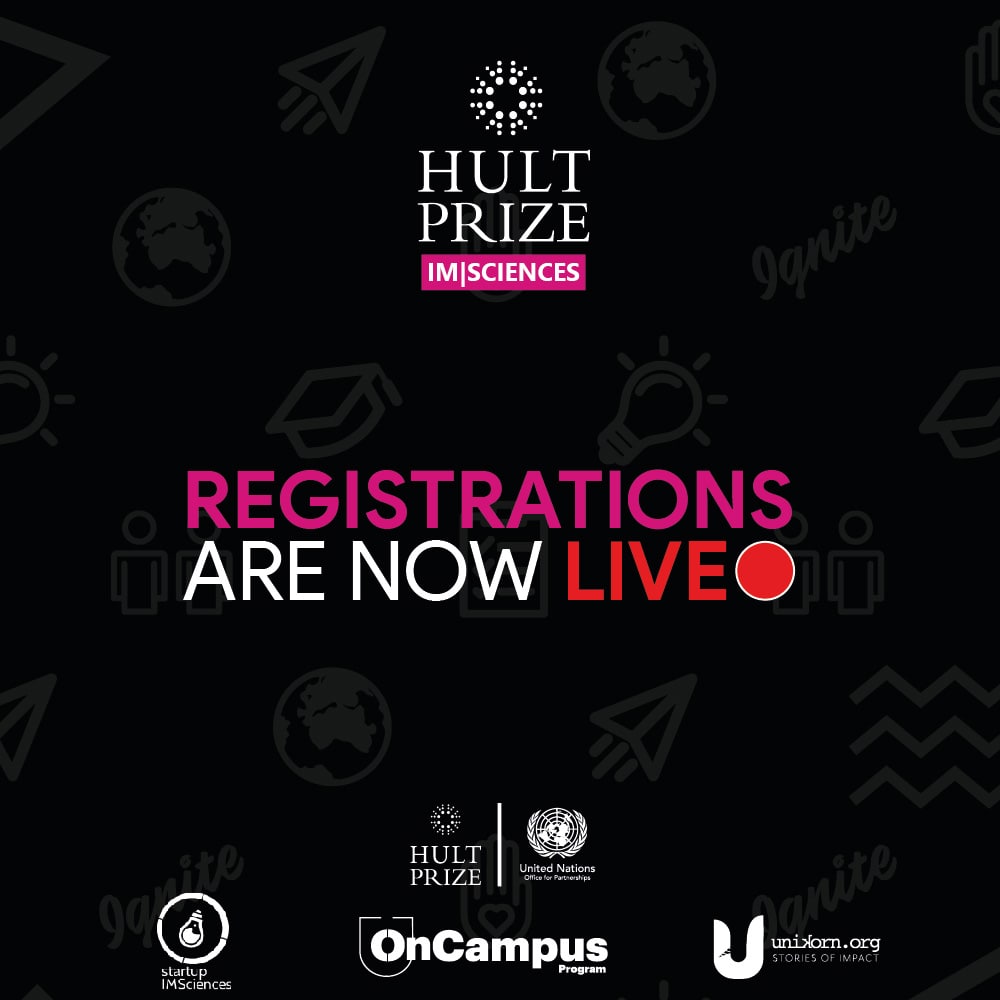 HULT
PRIZE
IM|SCIENCES
Ignite
REGISTRATIONS
ARE NOW LIVE
HULT
PRIZE
United Nations
Office for Partnerships
Ignite
Ignite
startup
IMSciences
OnCampus
Program
unikorn.org
STORIES OF IMPACT